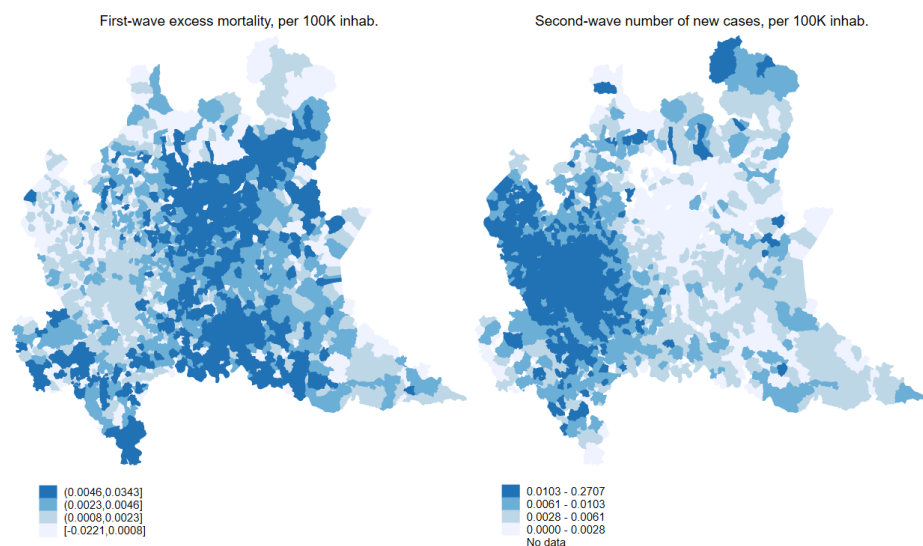 First-wave excess mortality, per 100K inhab.
Second-wave number of new cases, per 100K inhab.
(0.0046,0.0343]
(0.0023,0.0046]
(0.0008,0.0023]
[-0.0221,0.0008]
0.0103 - 0.2707
0.0061 - 0.0103
0.0028 - 0.0061
0.0000 - 0.0028
No data